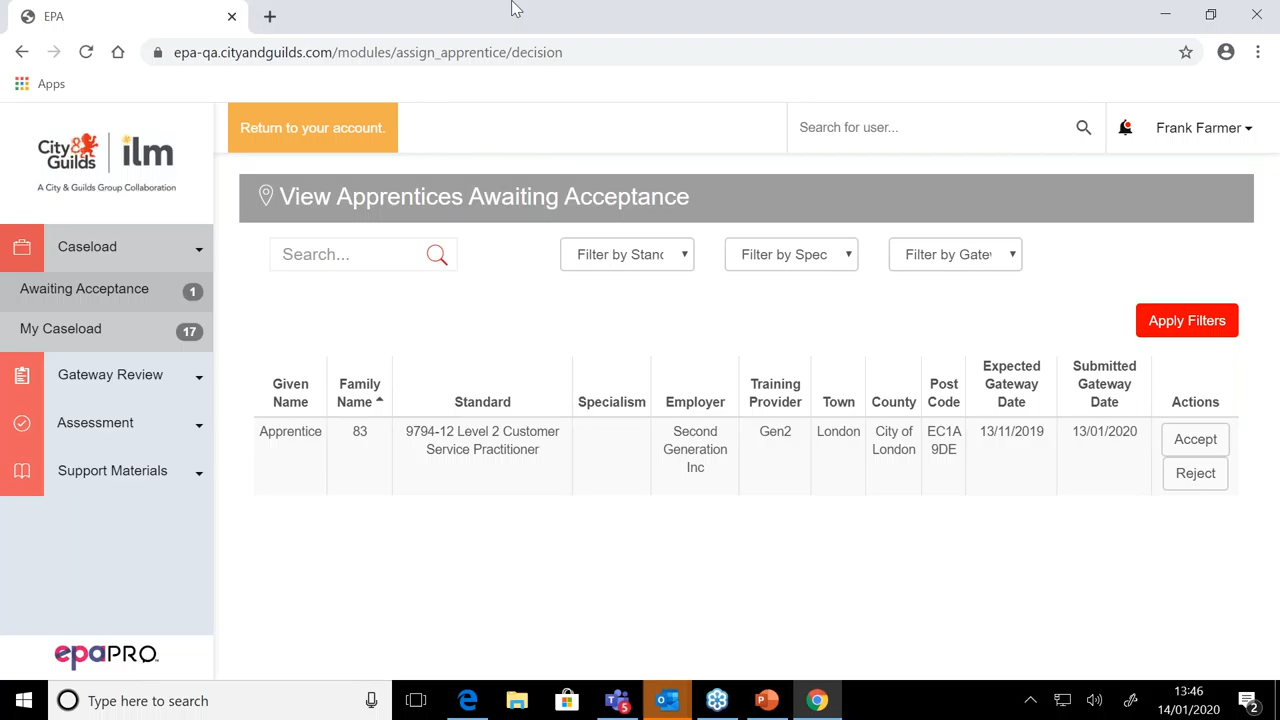 EPA
epa-qa.cityandguilds.com/modules/assign_apprentice/decision
Apps
City & Guilds
ilm
A City & Guilds Group Collaboration
Return to your account.
Search for user...
Frank Farmer
Caseload
Awaiting Acceptance 1
My Caseload 17
Gateway Review
Assessment
Support Materials
epaPRO
View Apprentices Awaiting Acceptance
Search...
Filter by Stanc
Filter by Spec
Filter by Gate
Apply Filters
Given Name
Family Name
Standard
Specialism
Employer
Training Provider
Town
County
Post Code
Expected Gateway Date
Submitted Gateway Date
Actions
Apprentice
83
9794-12 Level 2 Customer
Service Practitioner
Second
Generation
Inc
Gen2
London
City of
London
EC1A
9DE
13/11/2019
13/01/2020
Accept
Reject
Type here to search
5
13:46
14/01/2020
2